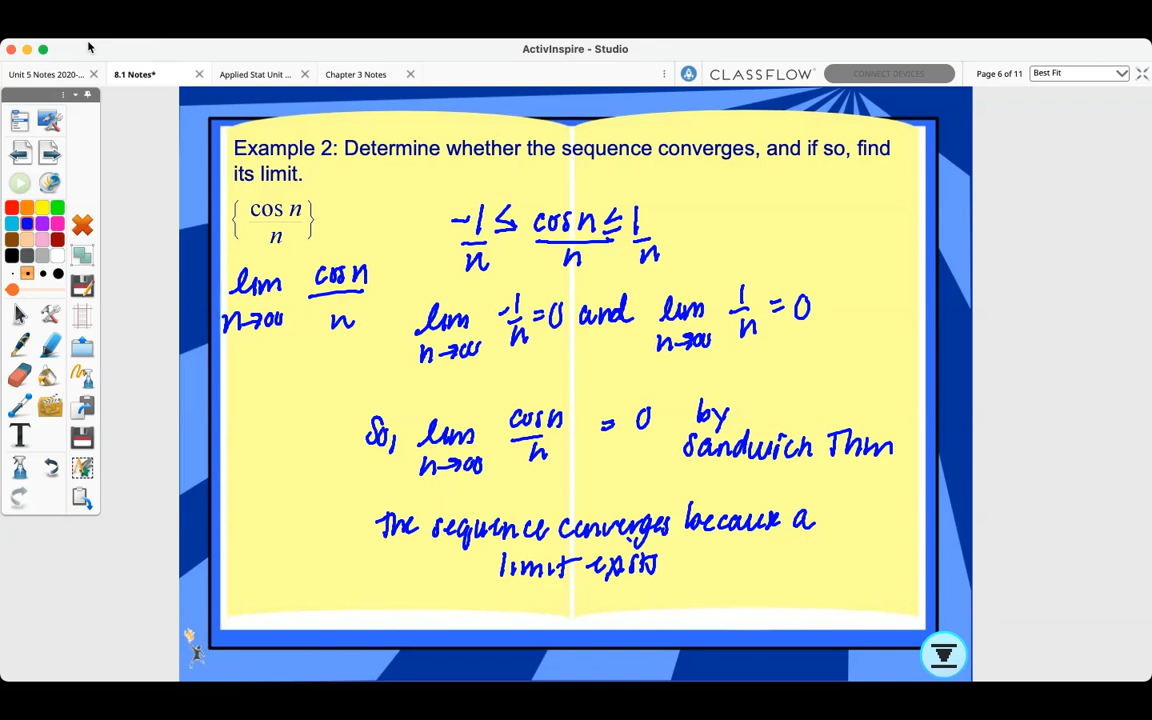 ActivInspire - Studio
Unit 5 Notes 2020-...
8.1 Notes*
Applied Stat Unit ...
Chapter 3 Notes
CLASSFLOW
CONNECT DEVICES
Page 6 of 11
Best Fit
Example 2: Determine whether the sequence converges, and if so, find
its limit.
{ cos n / n }
-1/n ≤ cos n / n ≤ 1/n
lim n→∞ cos n / n
lim n→∞ -1/n = 0 and lim n→∞ 1/n = 0
So, lim n→∞ cos n / n = 0 by
Sandwich Thm
The sequence converges because a
limit exists
T